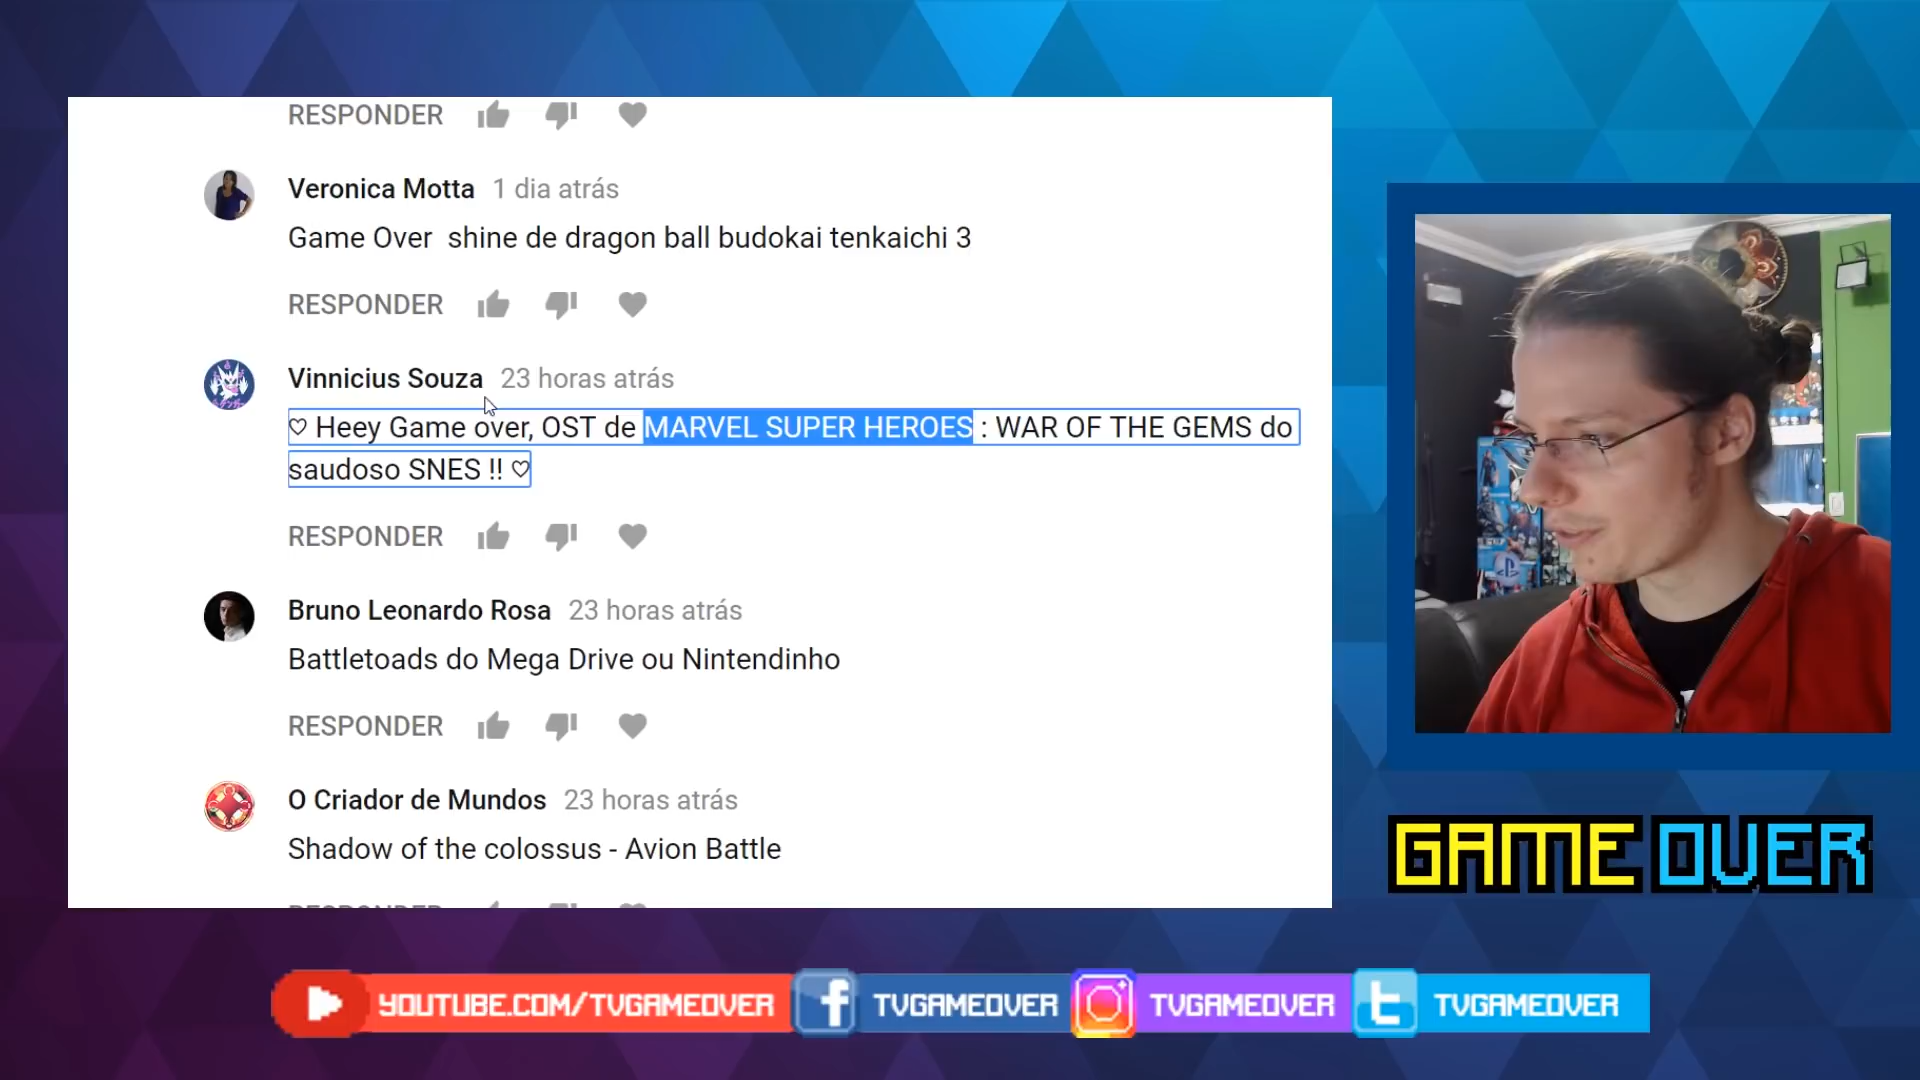 RESPONDER
Veronica Motta 1 dia atrás
Game Over shine de dragon ball budokai tenkaichi 3
RESPONDER
Vinnicius Souza 23 horas atrás
♡ Heey Game over, OST de MARVEL SUPER HEROES : WAR OF THE GEMS do
saudoso SNES !! ♡
RESPONDER
Bruno Leonardo Rosa 23 horas atrás
Battletoads do Mega Drive ou Nintendinho
RESPONDER
O Criador de Mundos 23 horas atrás
Shadow of the colossus - Avion Battle
RESPONDER
GAME OVER
YOUTUBE.COM/TVGAMEOVER TVGAMEOVER TVGAMEOVER TVGAMEOVER